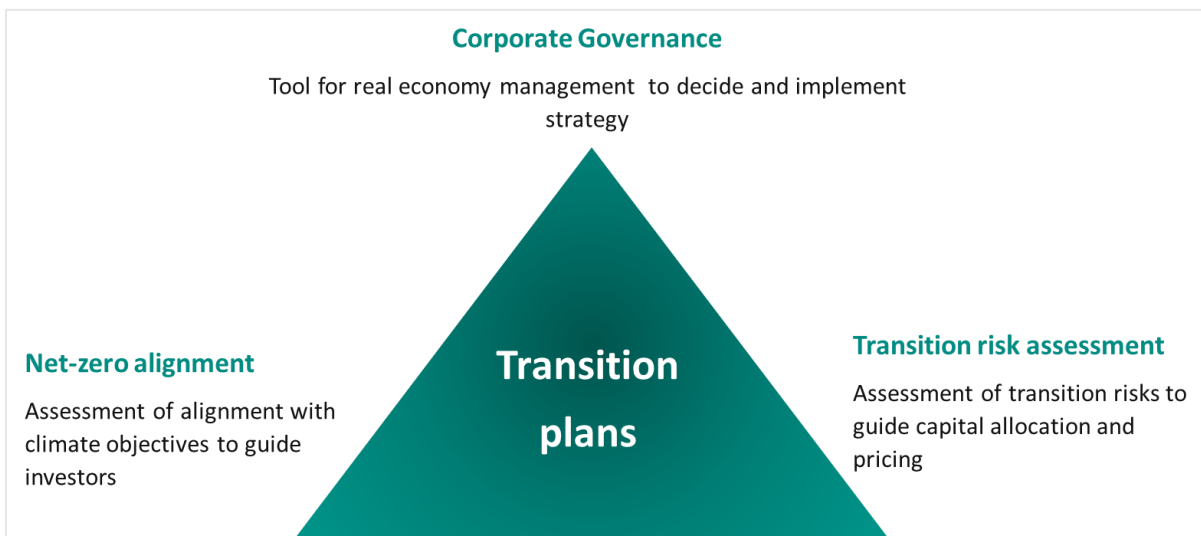 Corporate Governance
Tool for real economy management to decide and implement
strategy
Net-zero alignment
Assessment of alignment with
climate objectives to guide
investors
Transition
plans
Transition risk assessment
Assessment of transition risks to
guide capital allocation and
pricing